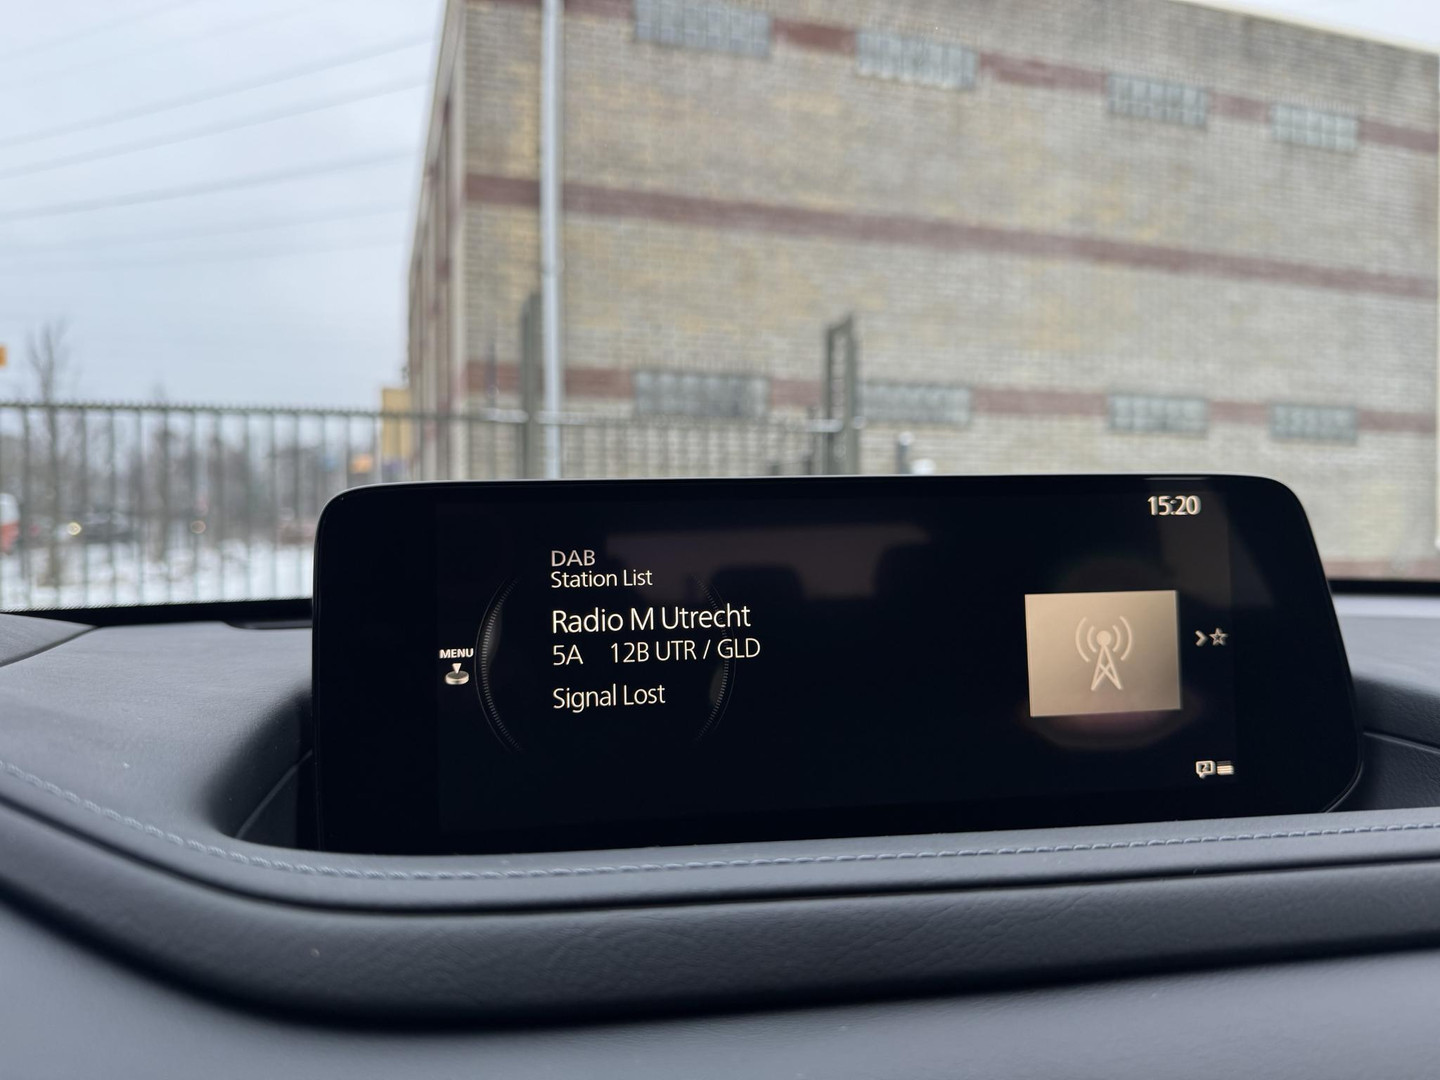 15:20
DAB
Station List
Radio M Utrecht
5A 12B UTR / GLD
Signal Lost
MENU